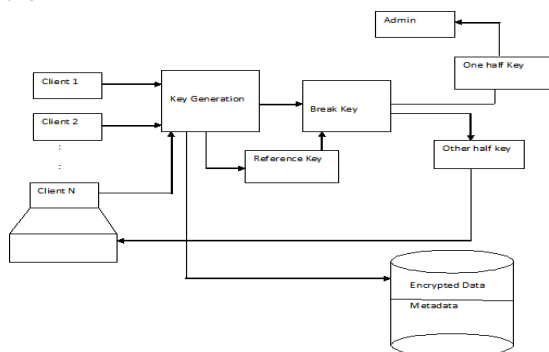 Admin
One half Key
Client 1
Key Generation
Break Key
Client 2
:
:
Other half key
Reference Key
Client N
Encrypted Data
Metadata